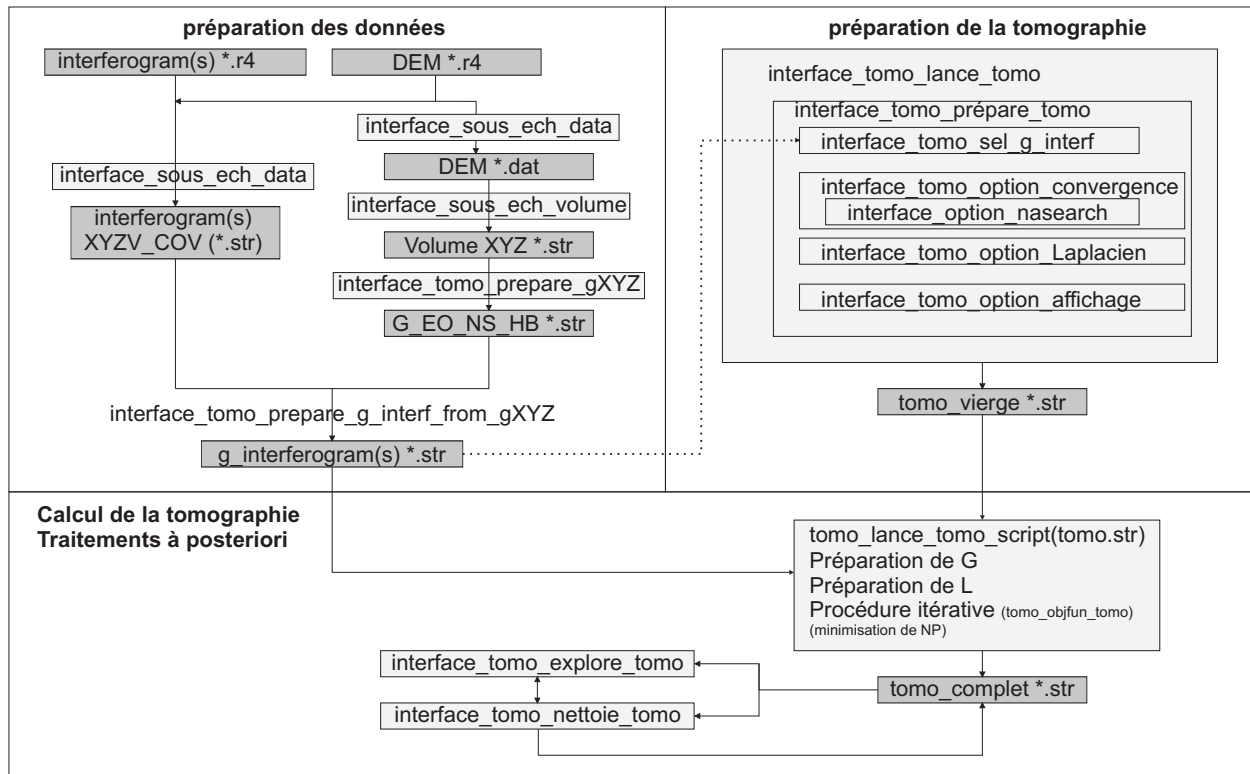 préparation des données
interferogram(s) *.r4
DEM *.r4
interface_sous_ech_data
interface_sous_ech_data
DEM *.dat
interface_sous_ech_volume
interferogram(s)
XYZV_COV (*.str)
Volume XYZ *.str
interface_tomo_prepare_gXYZ
G_EO_NS_HB *.str
interface_tomo_prepare_g_interf_from_gXYZ
g_interferogram(s) *.str
préparation de la tomographie
interface_tomo_lance_tomo
interface_tomo_prépare_tomo
interface_tomo_sel_g_interf
interface_tomo_option_convergence
interface_option_nasearch
interface_tomo_option_Laplacien
interface_tomo_option_affichage
tomo_vierge *.str
Calcul de la tomographie
Traitements à posteriori
tomo_lance_tomo_script(tomo.str)
Préparation de G
Préparation de L
Procédure itérative (tomo_objfun_tomo)
(minimisation de NP)
interface_tomo_explore_tomo
tomo_complet *.str
interface_tomo_nettoie_tomo